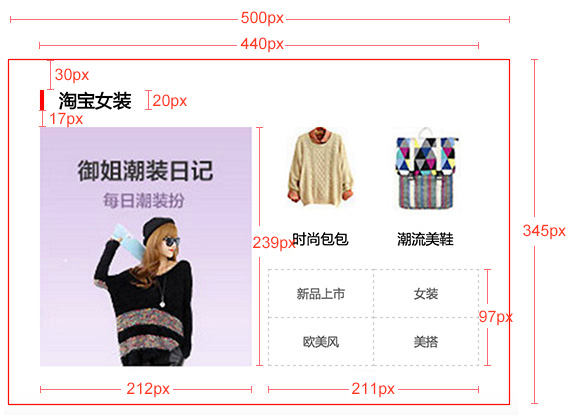 500px
440px
30px
淘宝女装
20px
17px
御姐潮装日记
每日潮装扮
239px
时尚包包
潮流美鞋
345px
新品上市
女装
97px
欧美风
美搭
212px
211px